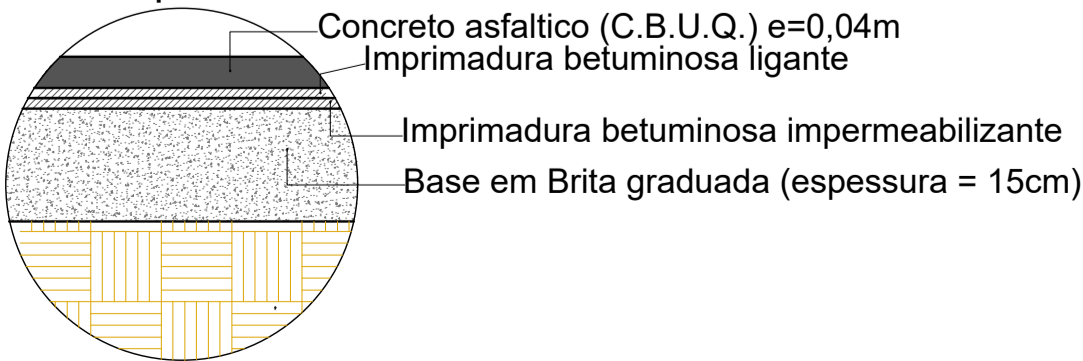 Concreto asfaltico (C.B.U.Q.) e=0,04m
Imprimadura betuminosa ligante
Imprimadura betuminosa impermeabilizante
Base em Brita graduada (espessura = 15cm)